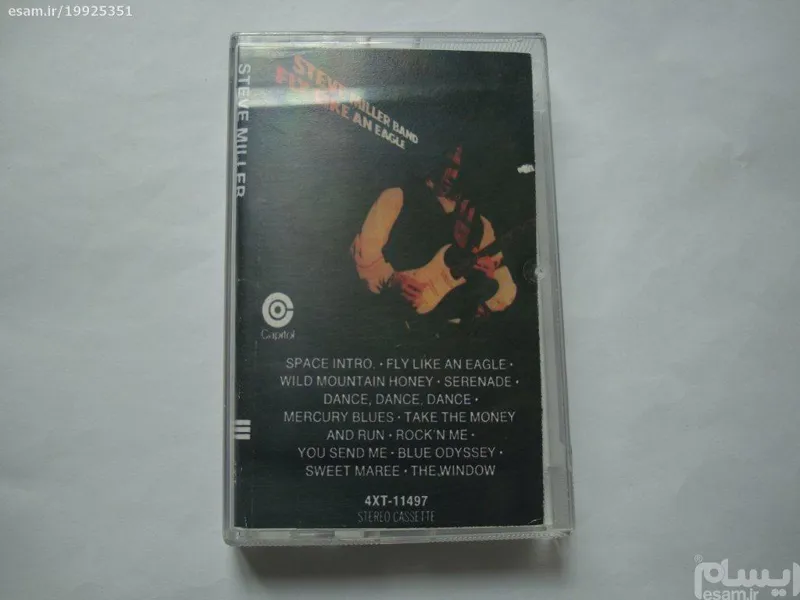 esam.ir/19925351
STEVE MILLER
STEVE MILLER BAND
FLY LIKE AN EAGLE
Capitol
SPACE INTRO. • FLY LIKE AN EAGLE •
WILD MOUNTAIN HONEY • SERENADE •
DANCE, DANCE, DANCE •
MERCURY BLUES • TAKE THE MONEY
AND RUN • ROCK'N ME •
YOU SEND ME • BLUE ODYSSEY •
SWEET MAREE • THE WINDOW
4XT-11497
STEREO CASSETTE
ایسام®
esam.ir